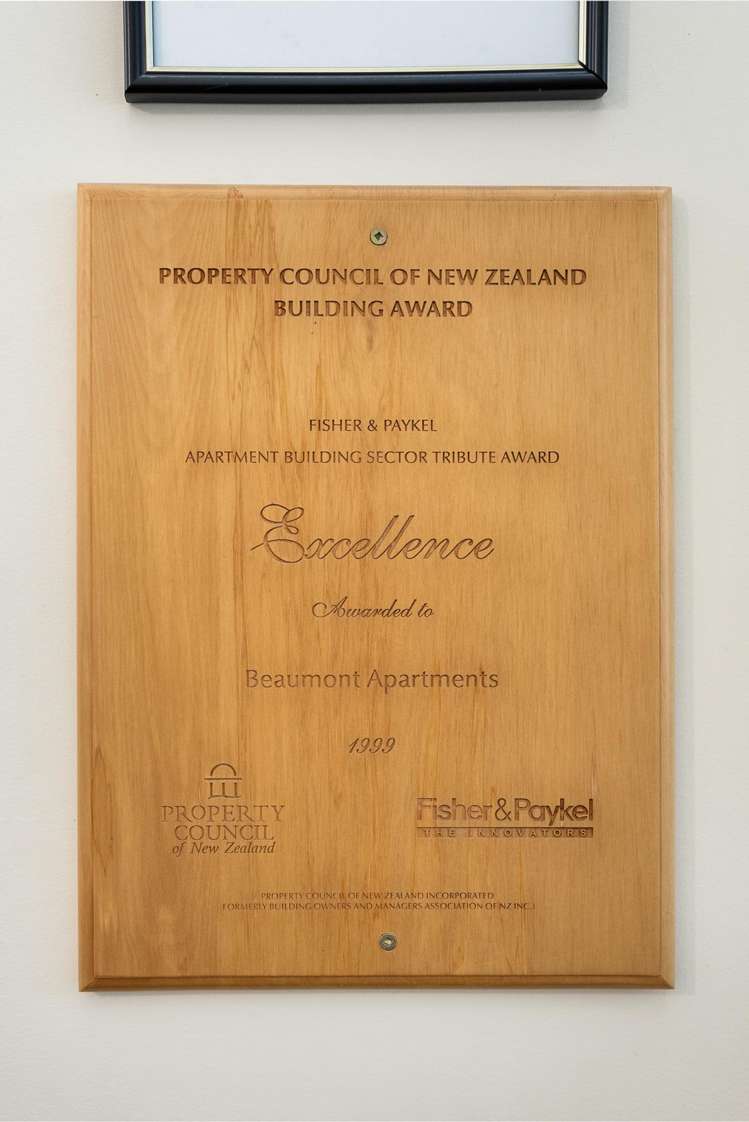 PROPERTY COUNCIL OF NEW ZEALAND
BUILDING AWARD
FISHER & PAYKEL
APARTMENT BUILDING SECTOR TRIBUTE AWARD
Excellence
Awarded to
Beaumont Apartments
1999
PROPERTY
COUNCIL
of New Zealand
Fisher&Paykel
THE INNOVATORS
PROPERTY COUNCIL OF NEW ZEALAND INCORPORATED
FORMERLY BUILDING OWNERS AND MANAGERS ASSOCIATION OF NZ INC.)